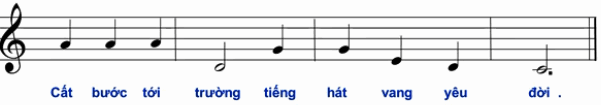 Cất bước tới trường tiếng hát vang yêu đời .